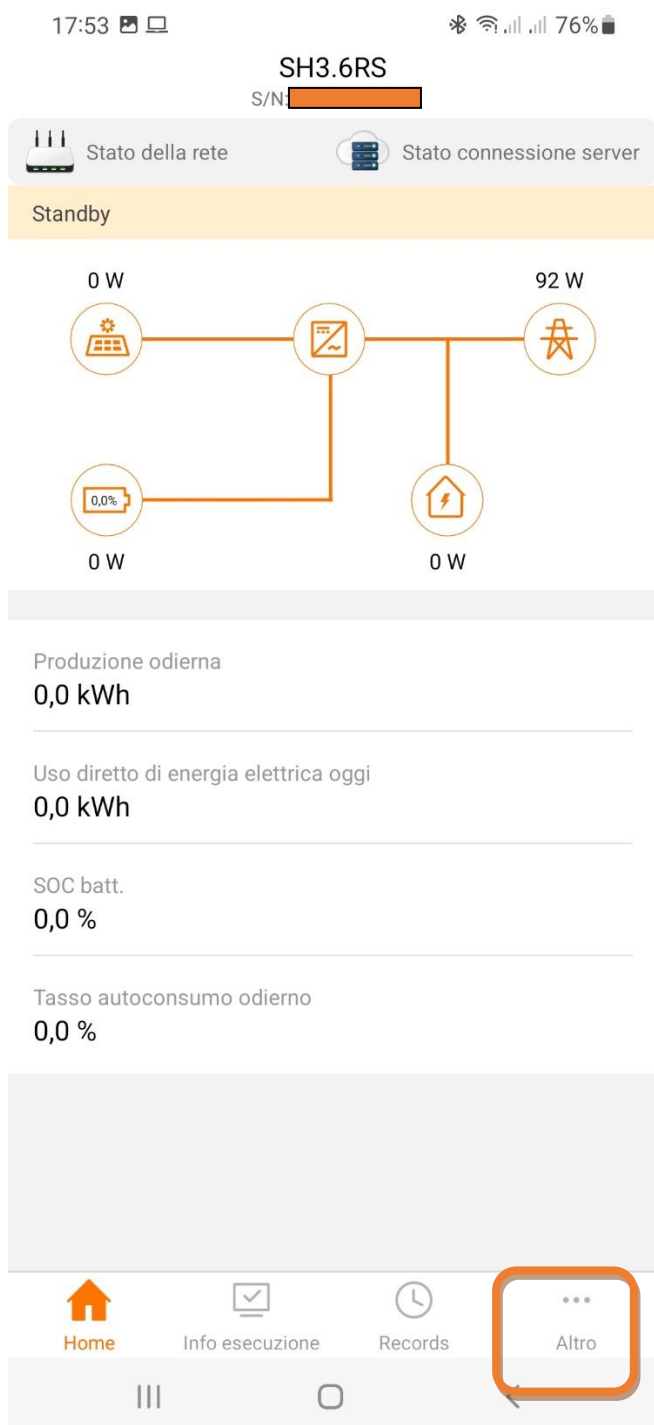 17:53 76%
SH3.6RS
S/N:
Stato della rete Stato connessione server
Standby
0 W 92 W
0,0%
0 W 0 W
Produzione odierna
0,0 kWh
Uso diretto di energia elettrica oggi
0,0 kWh
SOC batt.
0,0 %
Tasso autoconsumo odierno
0,0 %
Home Info esecuzione Records Altro